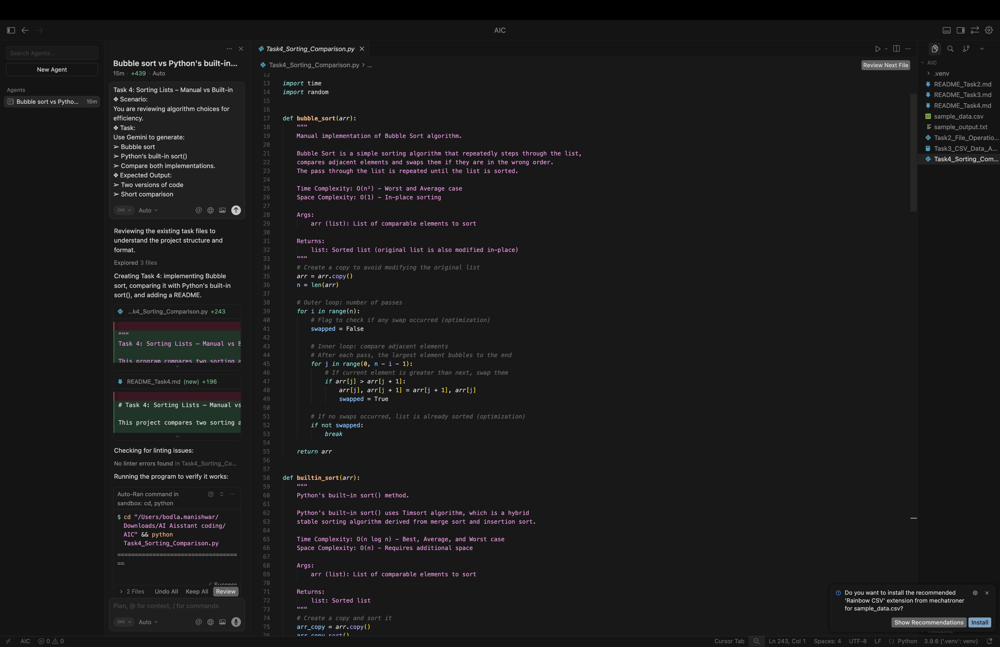 AIC
Search Agents...
New Agent
Agents
Bubble sort vs Pytho... 15m
Bubble sort vs Python's built-in...
15m · +439 · Auto
Task 4: Sorting Lists – Manual vs Built-in
❖ Scenario:
You are reviewing algorithm choices for
efficiency.
❖ Task:
Use Gemini to generate:
➢ Bubble sort
➢ Python’s built-in sort()
➢ Compare both implementations.
❖ Expected Output:
➢ Two versions of code
➢ Short comparison
Auto
Reviewing the existing task files to
understand the project structure and
format.
Explored 3 files
Creating Task 4: implementing Bubble
sort, comparing it with Python's built-in
sort(), and adding a README.
...k4_Sorting_Comparison.py +243
"""
Task 4: Sorting Lists – Manual vs B
This program compares two sorting a
README_Task4.md (new) +196
# Task 4: Sorting Lists – Manual vs
This project compares two sorting a
Checking for linting issues:
No linter errors found in Task4_Sorting_Co...
Running the program to verify it works:
Auto-Ran command in
sandbox: cd, python
$ cd "/Users/bodla.manishwar/
Downloads/AI Aisstant coding/
AIC" && python
Task4_Sorting_Comparison.py
==================================
==
✓ Success
> 2 Files Undo All Keep All Review
Plan, @ for context, / for commands
Auto
Task4_Sorting_Comparison.py
Task4_Sorting_Comparison.py > ...
Review Next File
12
13 import time
14 import random
15
16
17 def bubble_sort(arr):
18 """
19 Manual implementation of Bubble Sort algorithm.
20
21 Bubble Sort is a simple sorting algorithm that repeatedly steps through the list,
22 compares adjacent elements and swaps them if they are in the wrong order.
23 The pass through the list is repeated until the list is sorted.
24
25 Time Complexity: O(n²) - Worst and Average case
26 Space Complexity: O(1) - In-place sorting
27
28 Args:
29 arr (list): List of comparable elements to sort
30
31 Returns:
32 list: Sorted list (original list is also modified in-place)
33 """
34 # Create a copy to avoid modifying the original list
35 arr = arr.copy()
36 n = len(arr)
37
38 # Outer loop: number of passes
39 for i in range(n):
40 # Flag to check if any swap occurred (optimization)
41 swapped = False
42
43 # Inner loop: compare adjacent elements
44 # After each pass, the largest element bubbles to the end
45 for j in range(0, n - i - 1):
46 # If current element is greater than next, swap them
47 if arr[j] > arr[j + 1]:
48 arr[j], arr[j + 1] = arr[j + 1], arr[j]
49 swapped = True
50
51 # If no swaps occurred, list is already sorted (optimization)
52 if not swapped:
53 break
54
55 return arr
56
57
58 def builtin_sort(arr):
59 """
60 Python's built-in sort() method.
61
62 Python's built-in sort() uses Timsort algorithm, which is a hybrid
63 stable sorting algorithm derived from merge sort and insertion sort.
64
65 Time Complexity: O(n log n) - Best, Average, and Worst case
66 Space Complexity: O(n) - Requires additional space
67
68 Args:
69 arr (list): List of comparable elements to sort
70
71 Returns:
72 list: Sorted list
73 """
74 # Create a copy and sort it
75 arr_copy = arr.copy()
76 arr_copy.sort()
AIC
.venv
README_Task2.md
README_Task3.md
README_Task4.md
sample_data.csv
sample_output.txt
Task2_File_Operatio...
Task3_CSV_Data_A...
Task4_Sorting_Com...
Do you want to install the recommended
'Rainbow CSV' extension from mechatroner
for sample_data.csv?
Show Recommendations Install
TIMELINE
AIC 0 0
Cursor Tab Ln 243, Col 1 Spaces: 4 UTF-8 LF {} Python 3.9.6 ('.venv': venv)